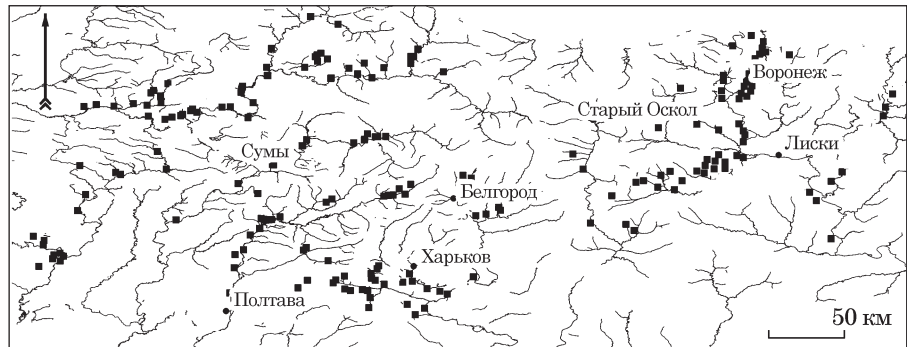 Воронеж
Старый Оскол
Лиски
Сумы
Белгород
Харьков
Полтава
50 км